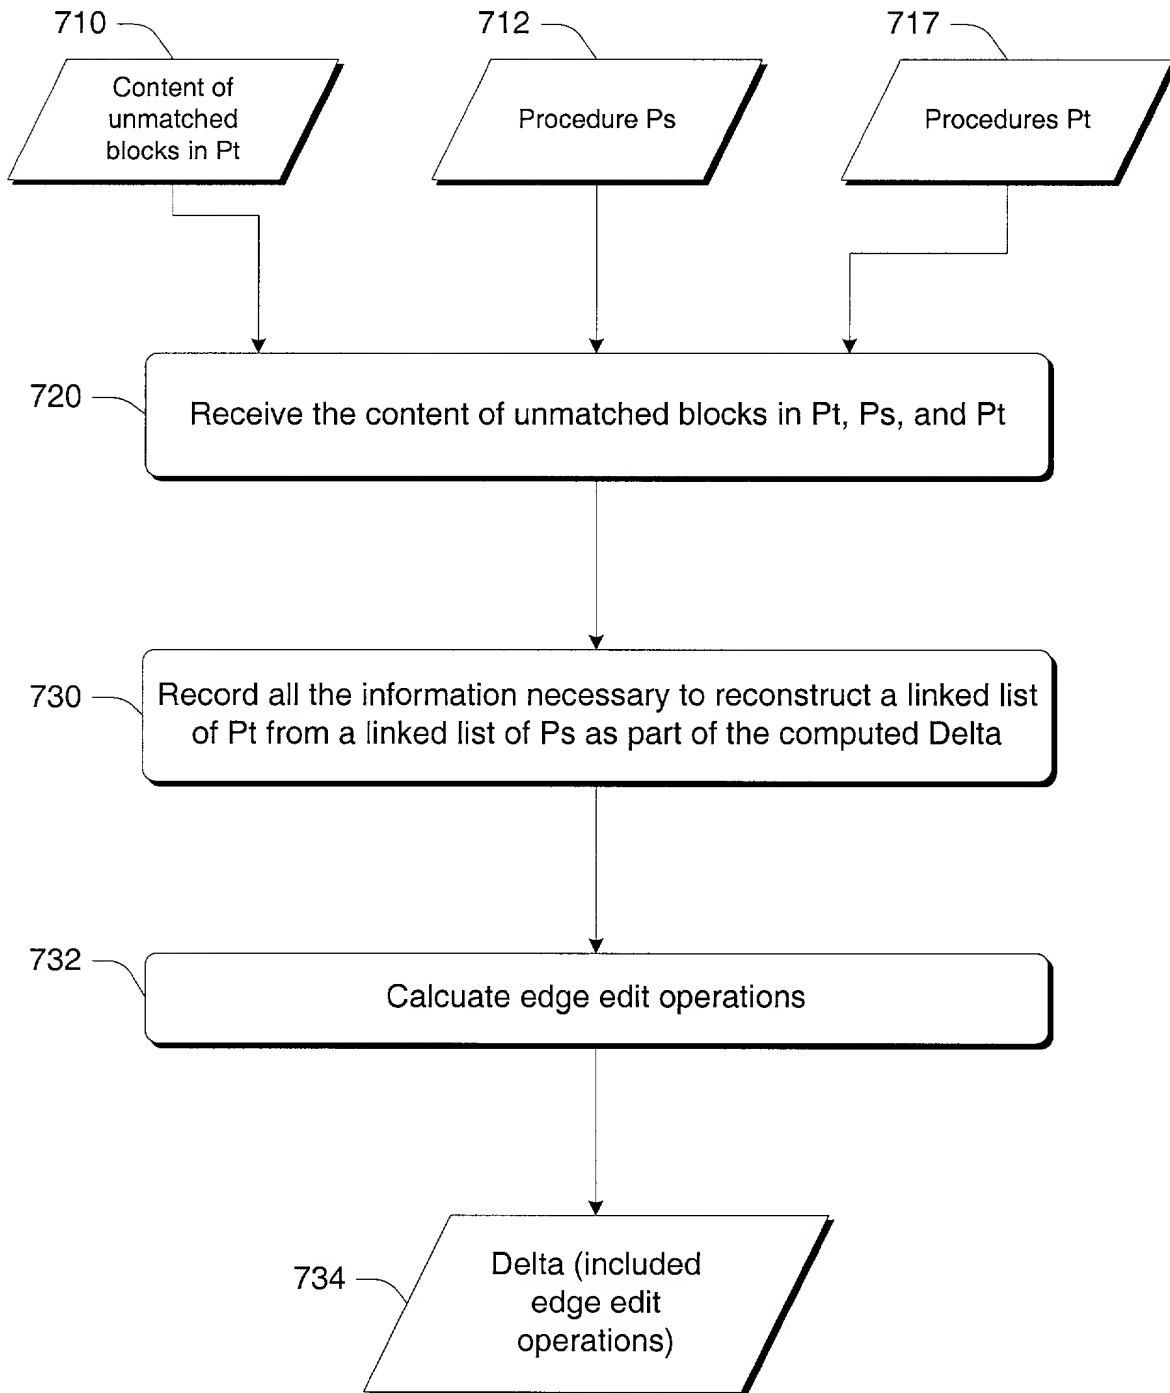 710
712
717
Content of
unmatched
blocks in Pt
Procedure Ps
Procedures Pt
720
Receive the content of unmatched blocks in Pt, Ps, and Pt
730
Record all the information necessary to reconstruct a linked list
of Pt from a linked list of Ps as part of the computed Delta
732
Calcuate edge edit operations
734
Delta (included
edge edit
operations)